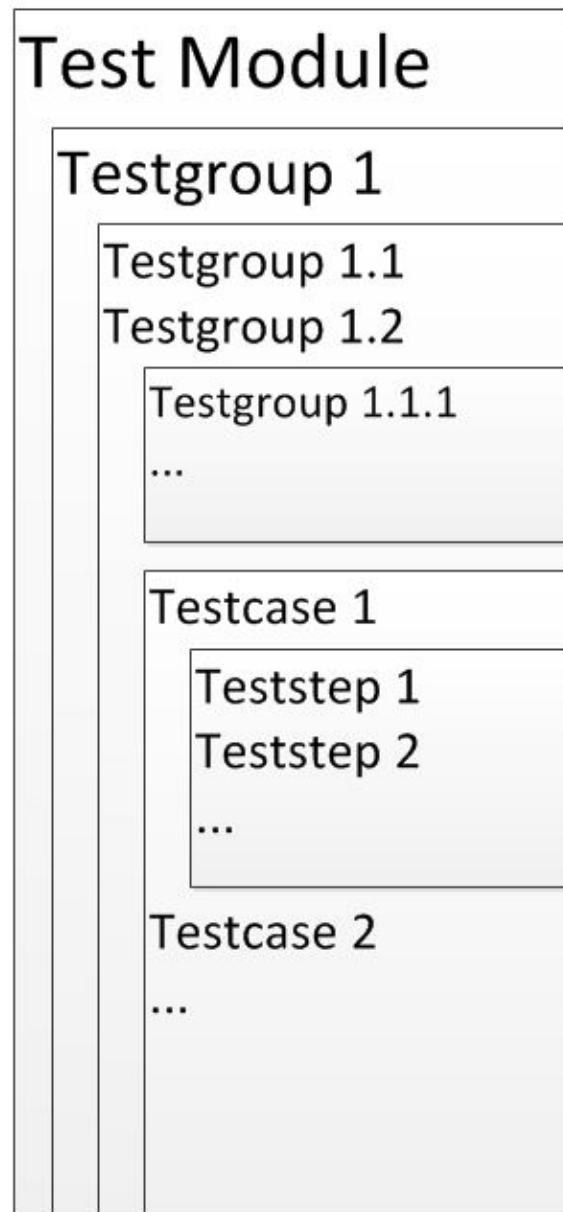 Test Module
Testgroup 1
Testgroup 1.1
Testgroup 1.2
Testgroup 1.1.1
...
Testcase 1
Teststep 1
Teststep 2
...
Testcase 2
...